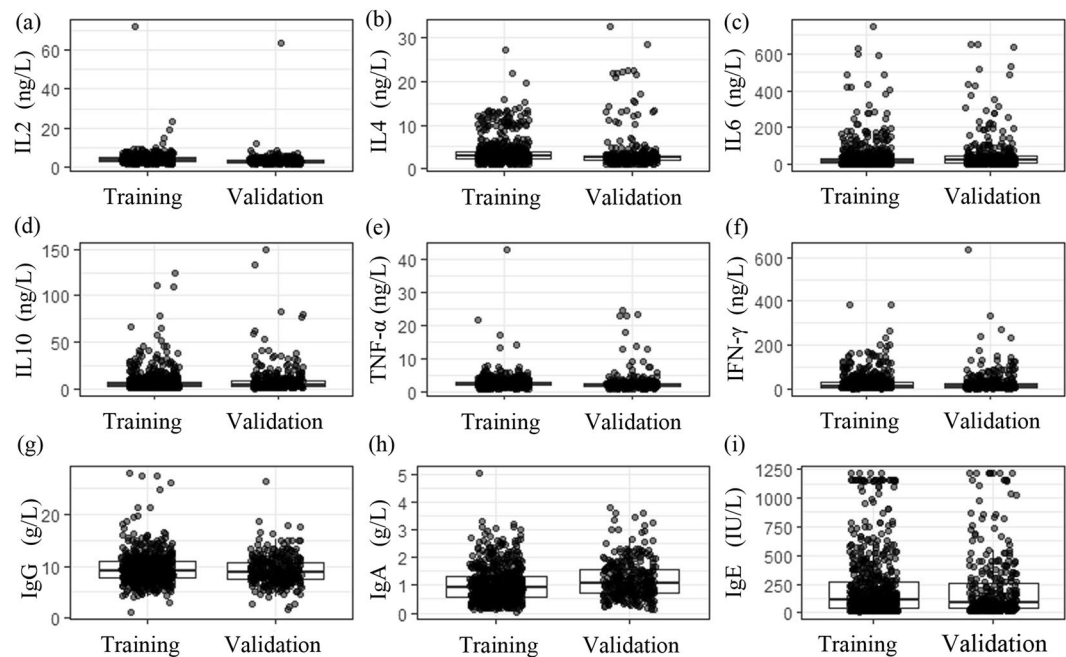 (a)
IL2 (ng/L)
60
40
20
0
Training Validation
(b)
IL4 (ng/L)
30
20
10
0
Training Validation
(c)
IL6 (ng/L)
600
400
200
0
Training Validation
(d)
IL10 (ng/L)
150
100
50
0
Training Validation
(e)
TNF-α (ng/L)
40
30
20
10
0
Training Validation
(f)
IFN-γ (ng/L)
600
400
200
0
Training Validation
(g)
IgG (g/L)
20
10
0
Training Validation
(h)
IgA (g/L)
5
4
3
2
1
0
Training Validation
(i)
IgE (IU/L)
1250
1000
750
500
250
0
Training Validation